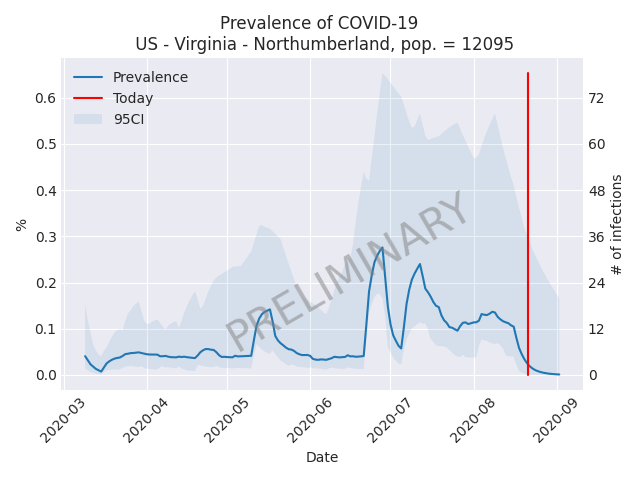 Prevalence of COVID-19
US - Virginia - Northumberland, pop. = 12095
Prevalence
Today
95CI
PRELIMINARY
%
0.6
0.5
0.4
0.3
0.2
0.1
0.0
# of infections
72
60
48
36
24
12
0
2020-03
2020-04
2020-05
2020-06
2020-07
2020-08
2020-09
Date